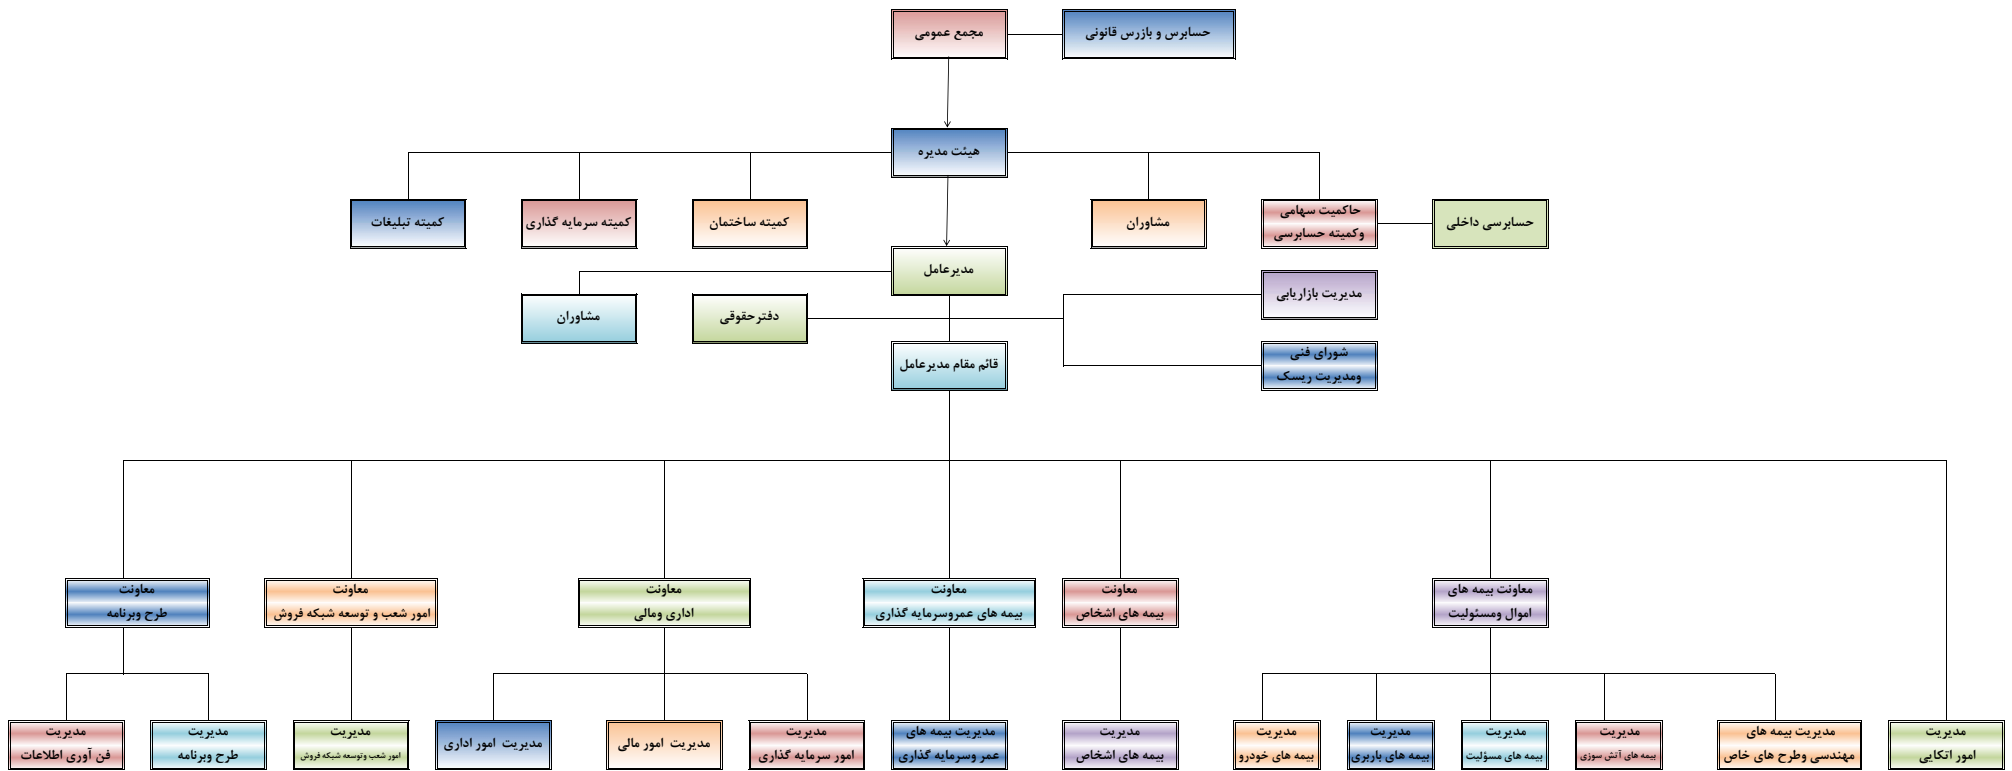 حسابرس و بازرس قانونی
مجمع عمومی
هیئت مدیره
حسابرسی داخلی
حاکمیت سهامی
وکمیته حسابرسی
مشاوران
کمیته ساختمان
کمیته سرمایه گذاری
کمیته تبلیغات
مدیرعامل
مدیریت بازاریابی
دفترحقوقی
مشاوران
شورای فنی
ومدیریت ریسک
قائم مقام مدیرعامل
معاونت بیمه های
اموال ومسئولیت
معاونت
بیمه های اشخاص
معاونت
بیمه های عمروسرمایه گذاری
معاونت
اداری ومالی
معاونت
امور شعب و توسعه شبکه فروش
معاونت
طرح وبرنامه
مدیریت
امور اتکایی
مدیریت بیمه های
مهندسی وطرح های خاص
مدیریت
بیمه های آتش سوزی
مدیریت
بیمه های مسؤلیت
مدیریت
بیمه های باربری
مدیریت
بیمه های خودرو
مدیریت
بیمه های اشخاص
مدیریت بیمه های
عمر وسرمایه گذاری
مدیریت
امور سرمایه گذاری
مدیریت امور مالی
مدیریت امور اداری
مدیریت
امور شعب وتوسعه شبکه فروش
مدیریت
طرح وبرنامه
مدیریت
فن آوری اطلاعات